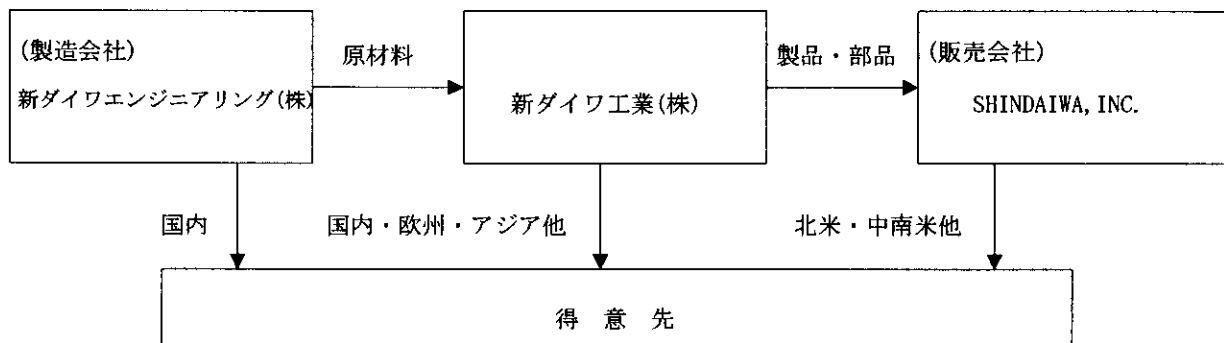 (製造会社)
新ダイワエンジニアリング(株)
原材料
新ダイワ工業(株)
製品・部品
(販売会社)
SHINDAIWA, INC.
国内
国内・欧州・アジア他
北米・中南米他
得 意 先